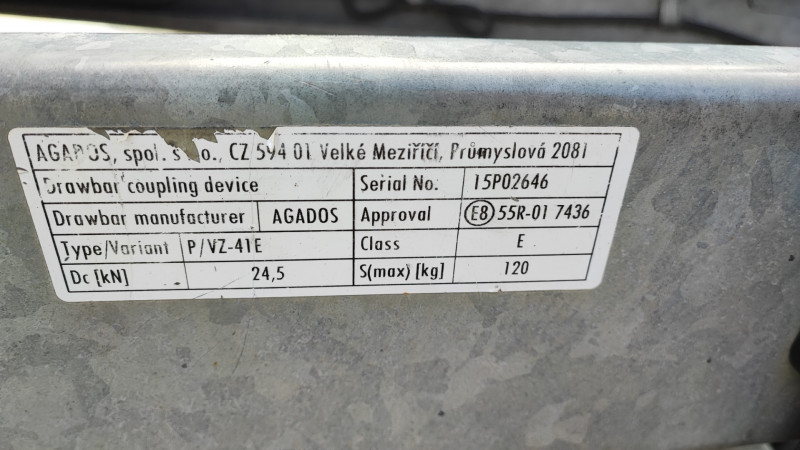 AGADOS, spol. s r.o., CZ 594 01 Velké Meziříčí, Průmyslová 2081
Drawbar coupling device Serial No. 15P02646
Drawbar manufacturer AGADOS Approval E8 55R-01 7436
Type/Variant P/VZ-41E Class E
Dc [kN] 24,5 S(max) [kg] 120